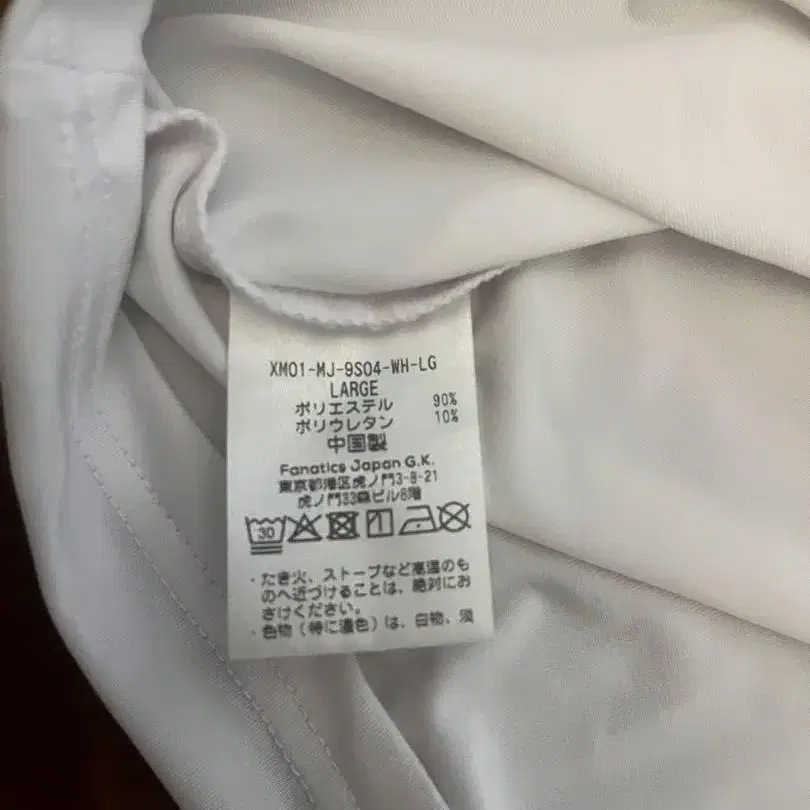 XM01-MJ-9S04-WH-LG
LARGE
ポリエステル 90%
ポリウレタン 10%
中国製
Fanatics Japan G.K.
東京都港区虎ノ門3-8-21
虎ノ門33森ビル8階
30
・たき火、ストーブなど高温のも
のへ近づけることは、絶対にお
さけください。
・色物（特に濃色）は、白物、淡